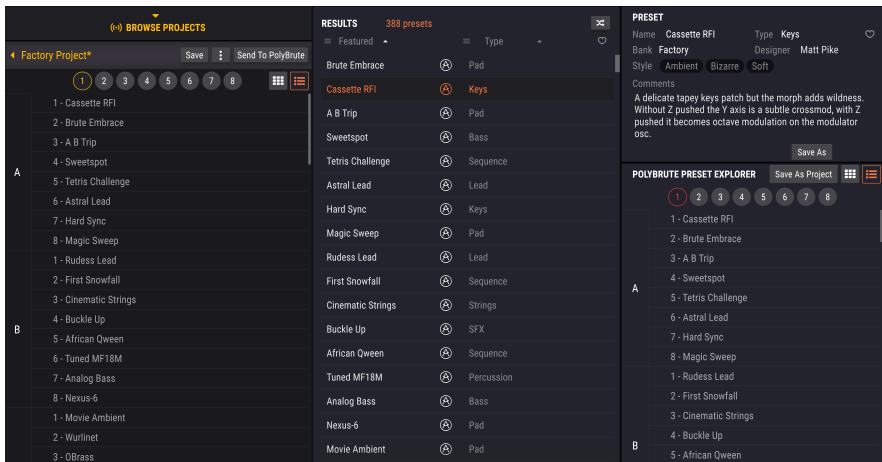 BROWSE PROJECTS
Factory Project*
Save
Send To PolyBrute
1 2 3 4 5 6 7 8
A
1 - Cassette RFI
2 - Brute Embrace
3 - A B Trip
4 - Sweetspot
5 - Tetris Challenge
6 - Astral Lead
7 - Hard Sync
8 - Magic Sweep
B
1 - Rudess Lead
2 - First Snowfall
3 - Cinematic Strings
4 - Buckle Up
5 - African Qween
6 - Tuned MF18M
7 - Analog Bass
8 - Nexus-6
1 - Movie Ambient
2 - Wurlinet
3 - OBrass
RESULTS 388 presets
Featured Type
Brute Embrace Pad
Cassette RFI Keys
A B Trip Pad
Sweetspot Bass
Tetris Challenge Sequence
Astral Lead Lead
Hard Sync Keys
Magic Sweep Pad
Rudess Lead Lead
First Snowfall Sequence
Cinematic Strings Strings
Buckle Up SFX
African Qween Sequence
Tuned MF18M Percussion
Analog Bass Bass
Nexus-6 Pad
Movie Ambient Pad
PRESET
Name Cassette RFI Type Keys
Bank Factory Designer Matt Pike
Style Ambient Bizarre Soft
Comments
A delicate tapey keys patch but the morph adds wildness.
Without Z pushed the Y axis is a subtle crossmod, with Z
pushed it becomes octave modulation on the modulator
osc.
Save As
POLYBRUTE PRESET EXPLORER Save As Project
1 2 3 4 5 6 7 8
A
1 - Cassette RFI
2 - Brute Embrace
3 - A B Trip
4 - Sweetspot
5 - Tetris Challenge
6 - Astral Lead
7 - Hard Sync
8 - Magic Sweep
B
1 - Rudess Lead
2 - First Snowfall
3 - Cinematic Strings
4 - Buckle Up
5 - African Qween